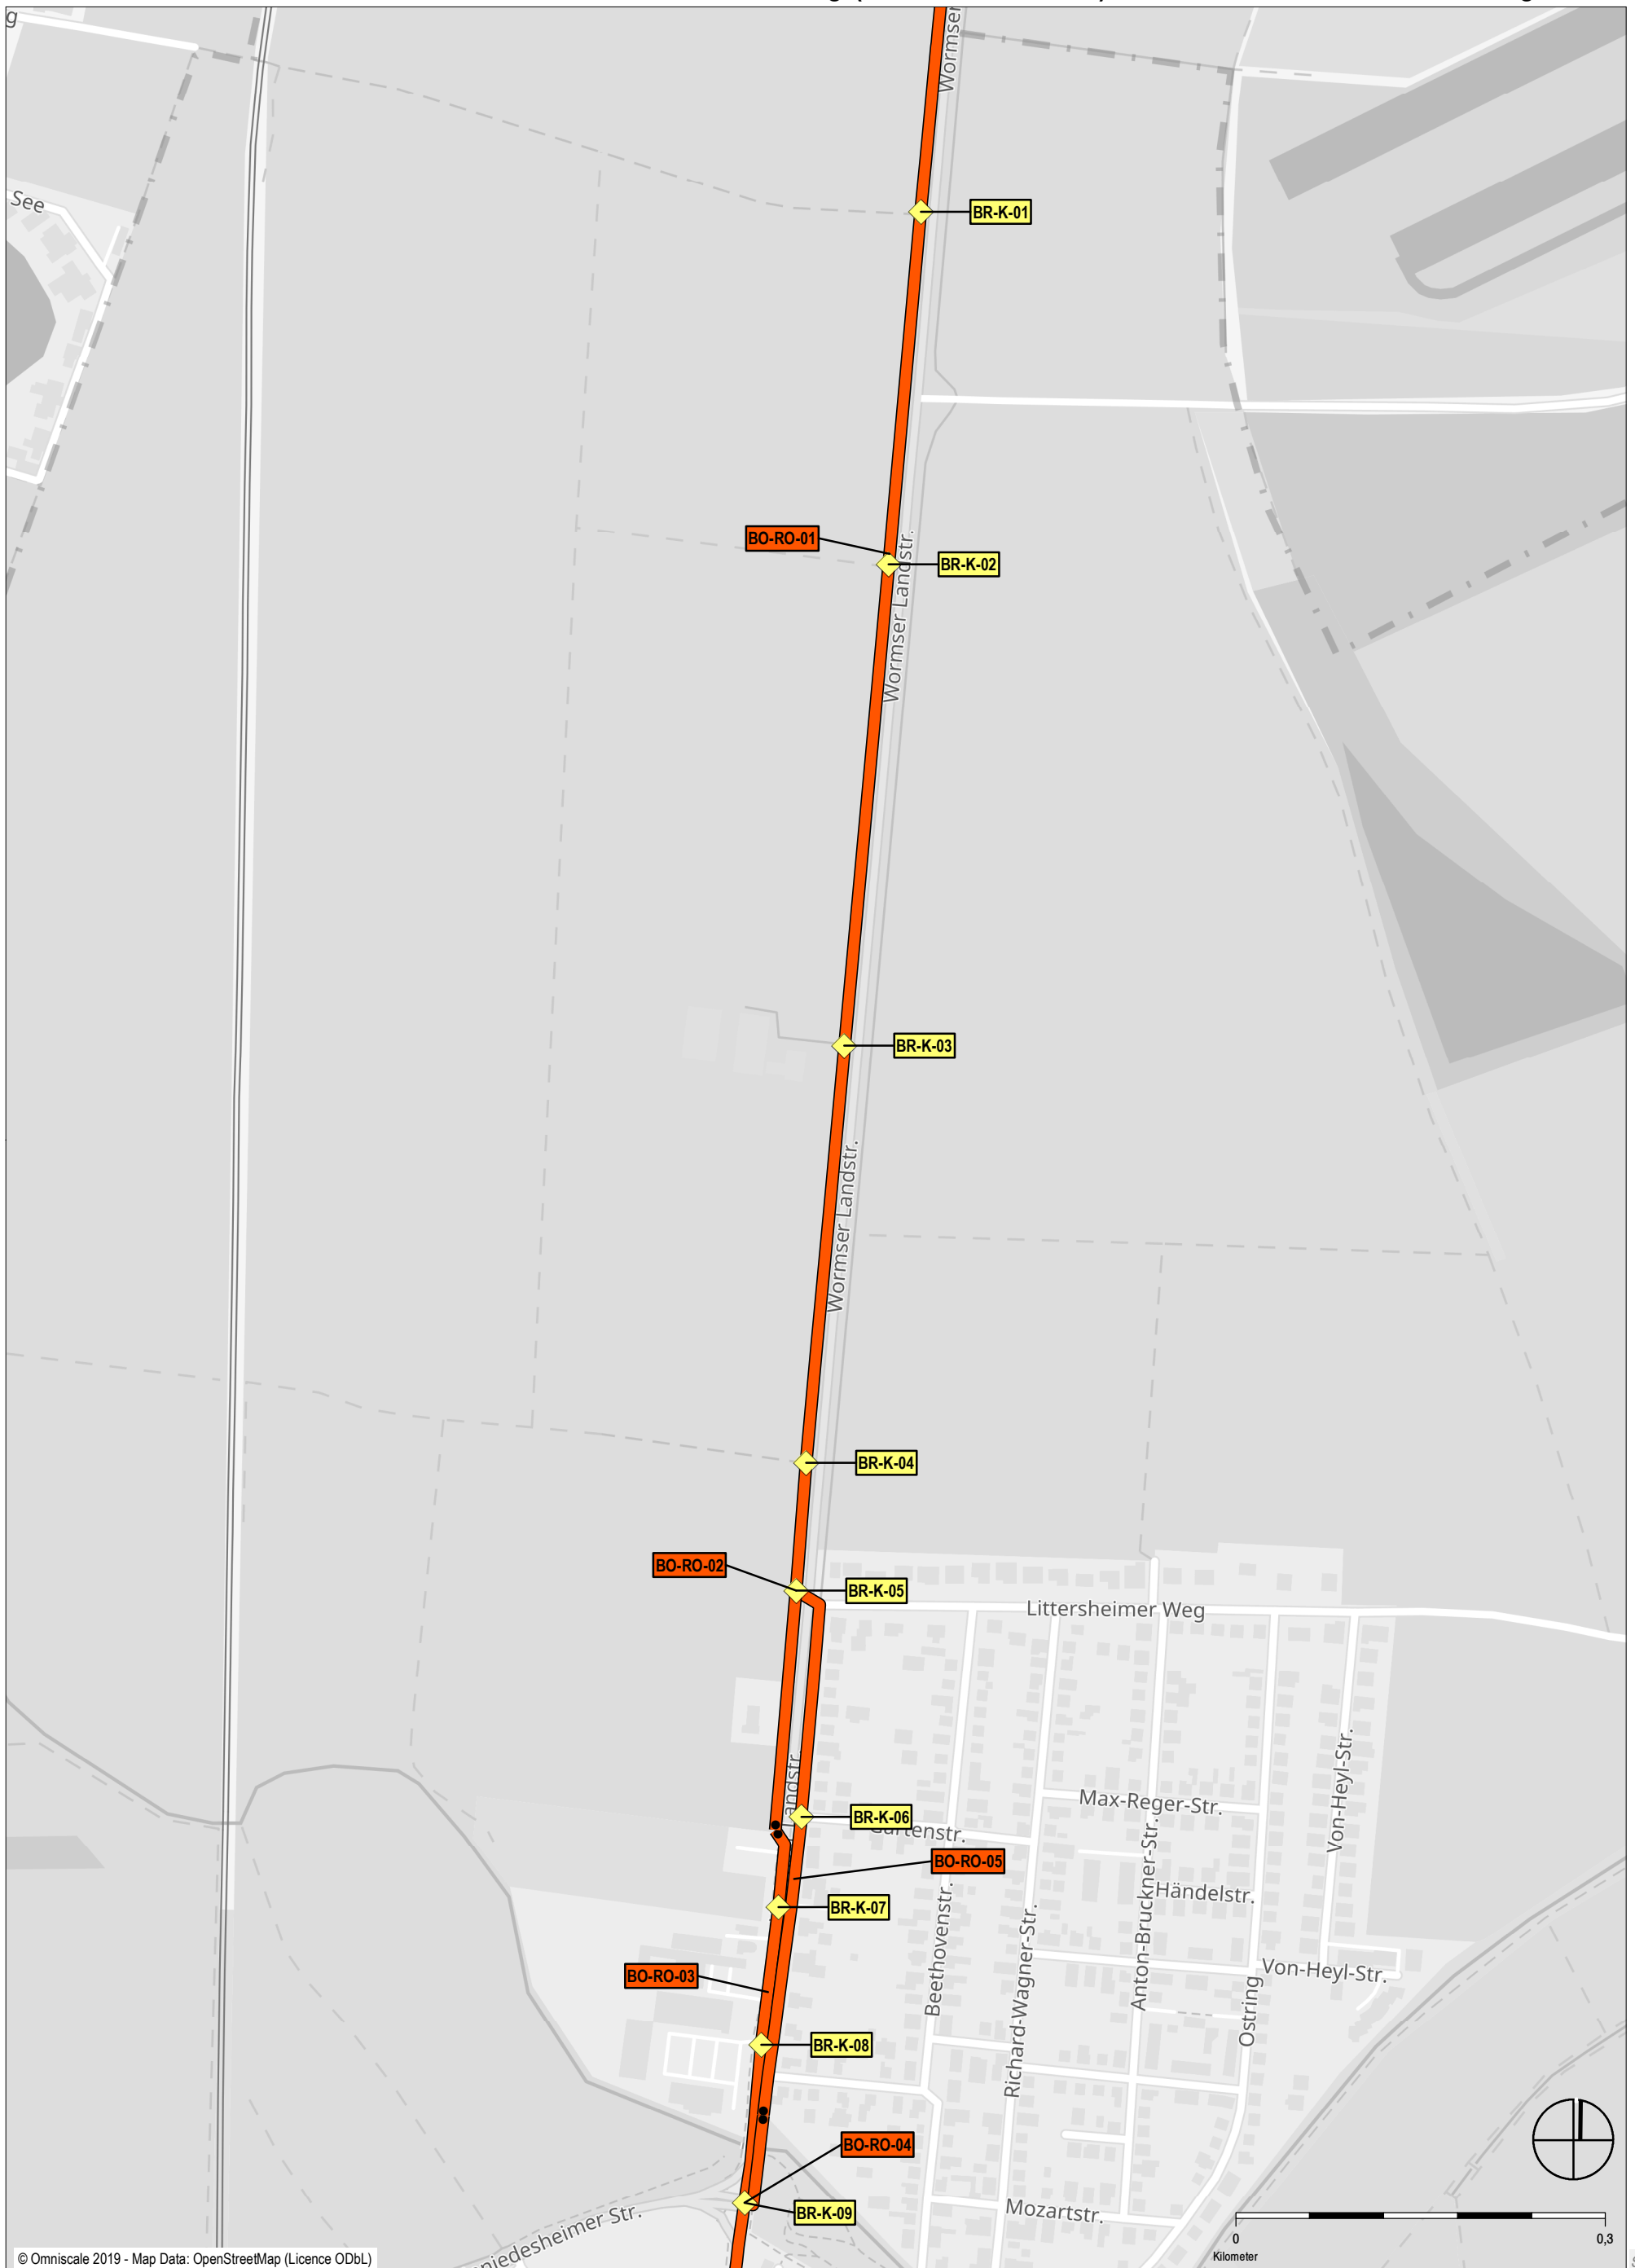 g
Wormser
See
BR-K-01
BO-RO-01
BR-K-02
Wormser Landstr.
BR-K-03
Wormser Landstr.
BR-K-04
BO-RO-02
BR-K-05
Littersheimer Weg
Von-Heyl-Str.
Max-Reger-Str.
BR-K-06
BO-RO-05
Händelstr.
BR-K-07
Beethovenstr.
Richard-Wagner-Str.
Anton-Bruckner-Str.
Von-Heyl-Str.
BO-RO-03
Ostring
BR-K-08
BO-RO-04
BR-K-09
Mozartstr.
0
0,3
Kilometer
© Omniscale 2019 - Map Data: OpenStreetMap (Licence ODbL)